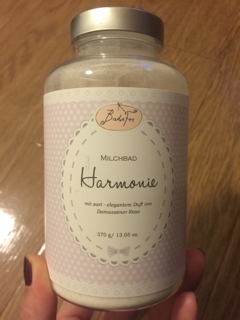 BadeFee
MILCHBAD
Harmonie
mit zart - elegantem Duft von
Damaszener Rose
370 g/ 13.05 oz